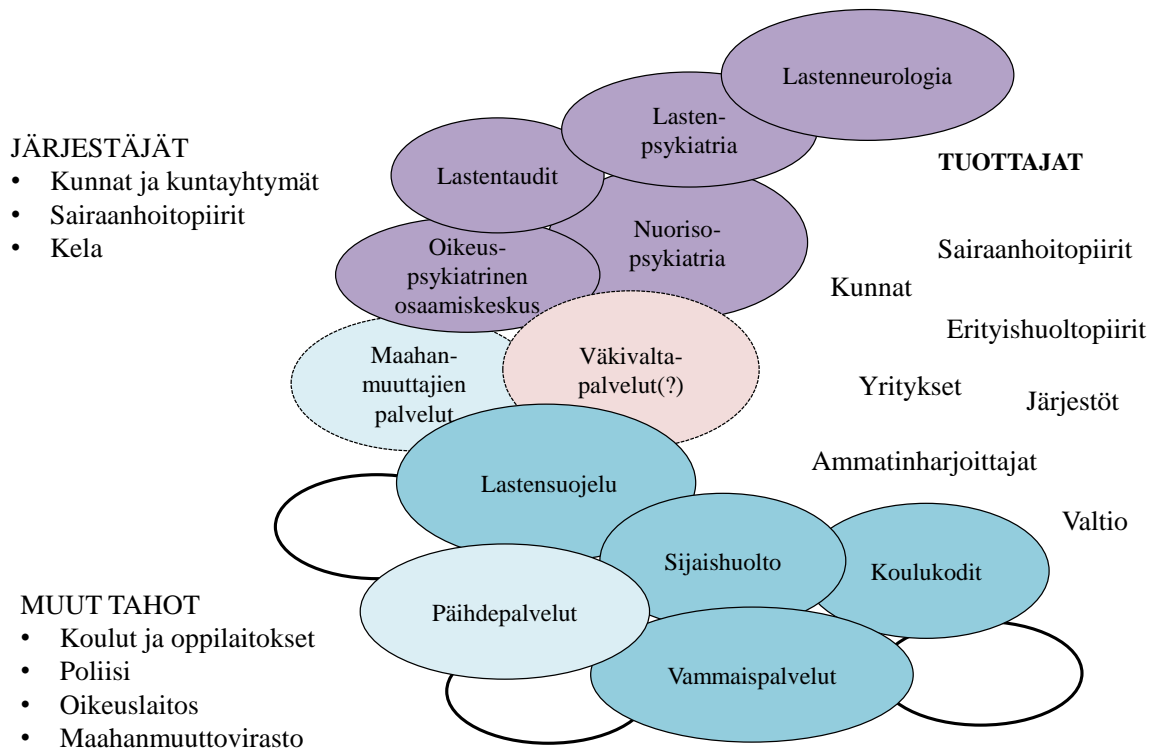 JÄRJESTÄJÄT
• Kunnat ja kuntayhtymät
• Sairaanhoitopiirit
• Kela
Lastenneurologia
Lasten-
psykiatria
Lastentaudit
Nuoriso-
psykiatria
Oikeus-
psykiatrinen
osaamiskeskus
Maahan-
muuttajien
palvelut
Väkivalta-
palvelut(?)
Lastensuojelu
Sijaishuolto
Koulukodit
Päihdepalvelut
Vammaispalvelut
TUOTTAJAT
Sairaanhoitopiirit
Kunnat
Erityishuoltopiirit
Yritykset
Järjestöt
Ammatinharjoittajat
Valtio
MUUT TAHOT
• Koulut ja oppilaitokset
• Poliisi
• Oikeuslaitos
• Maahanmuuttovirasto